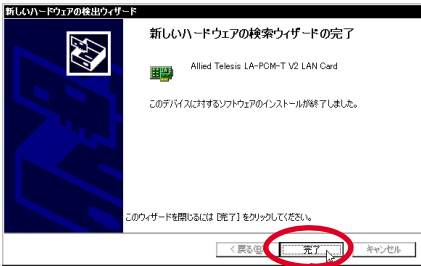 新しいハードウェアの検出ウィザード
新しいハードウェアの検索ウィザードの完了
Allied Telesis LA-PCM-T V2 LAN Card
このデバイスに対するソフトウェアのインストールが終了しました。
このウィザードを閉じるには [完了] をクリックしてください。
< 戻る(B) 完了 キャンセル